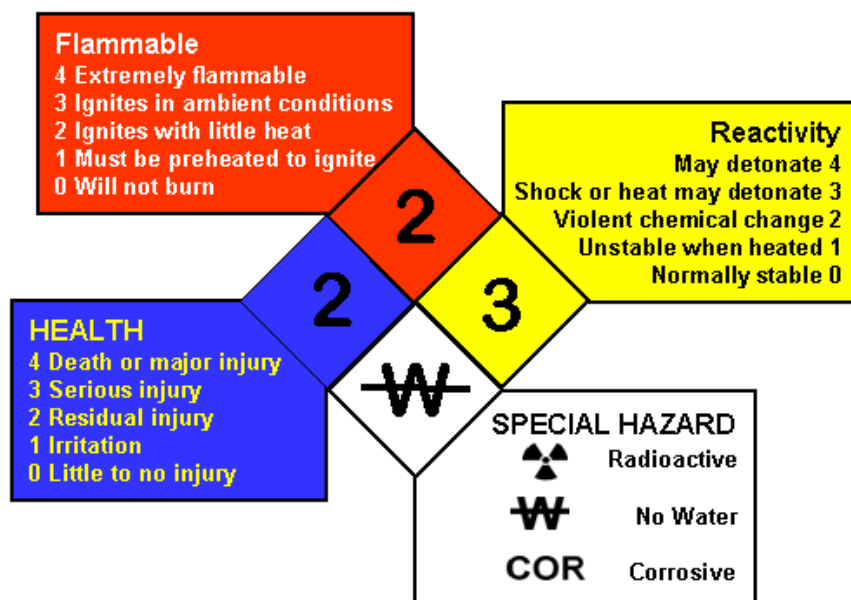 Flammable
4 Extremely flammable
3 Ignites in ambient conditions
2 Ignites with little heat
1 Must be preheated to ignite
0 Will not burn
2
Reactivity
May detonate 4
Shock or heat may detonate 3
Violent chemical change 2
Unstable when heated 1
Normally stable 0
2
3
HEALTH
4 Death or major injury
3 Serious injury
2 Residual injury
1 Irritation
0 Little to no injury
W
SPECIAL HAZARD
Radioactive
W No Water
COR Corrosive